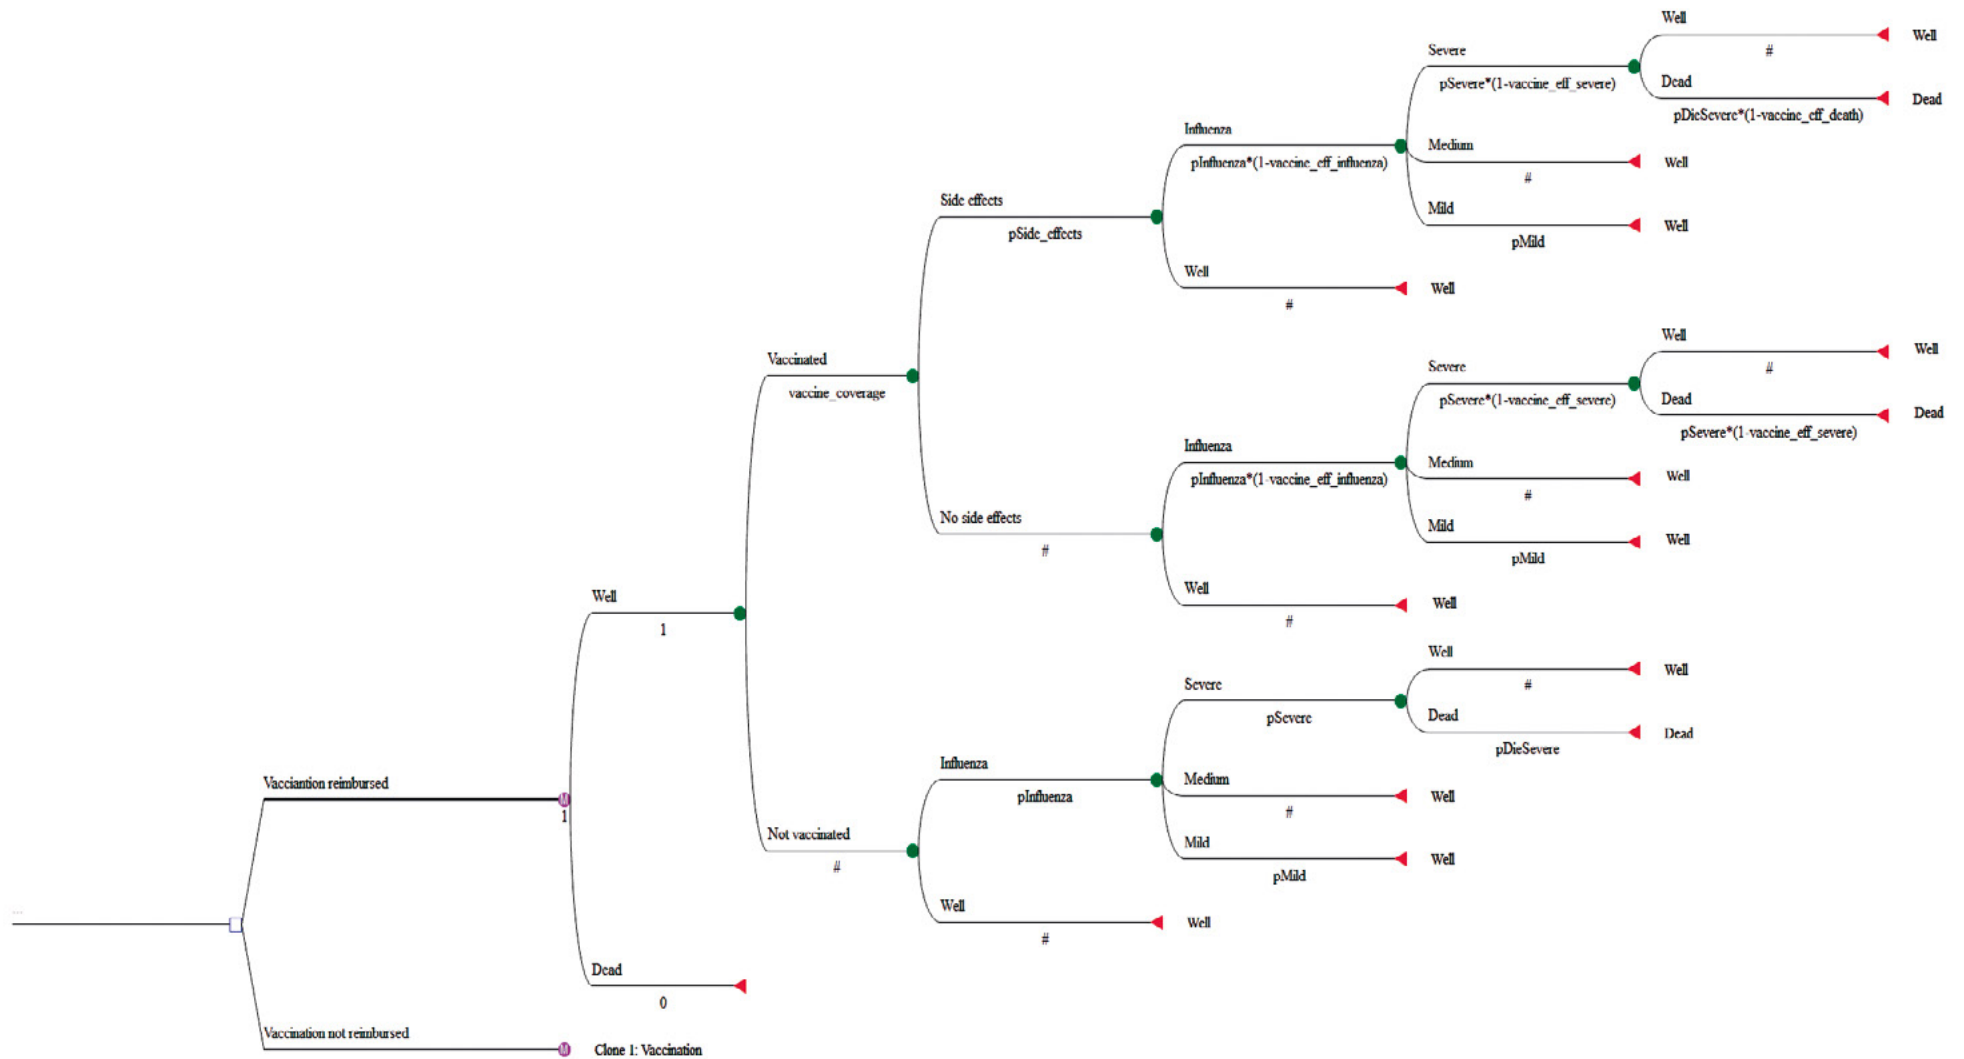 Well
Well
#
Severe
pSevere*(1-vaccine_eff_severe)
Dead
Dead
pDieSevere*(1-vaccine_eff_death)
Influenza
pInfluenza*(1-vaccine_eff_influenza)
Medium
Well
#
Side effects
pSide_effects
Mild
Well
pMild
Well
Well
#
Vaccinated
vaccine_coverage
Well
Well
#
Severe
pSevere*(1-vaccine_eff_severe)
Dead
Dead
pSevere*(1-vaccine_eff_severe)
Influenza
pInfluenza*(1-vaccine_eff_influenza)
Medium
Well
#
No side effects
#
Mild
Well
pMild
Well
Well
#
Well
1
Well
Well
#
Severe
pSevere
Dead
Dead
pDieSevere
Influenza
pInfluenza
Medium
Well
#
Vacciantion reimbursed
M
1
Not vaccinated
#
Mild
Well
pMild
Well
Well
#
...
Dead
0
Vaccination not reimbursed
M
Clone 1: Vaccination